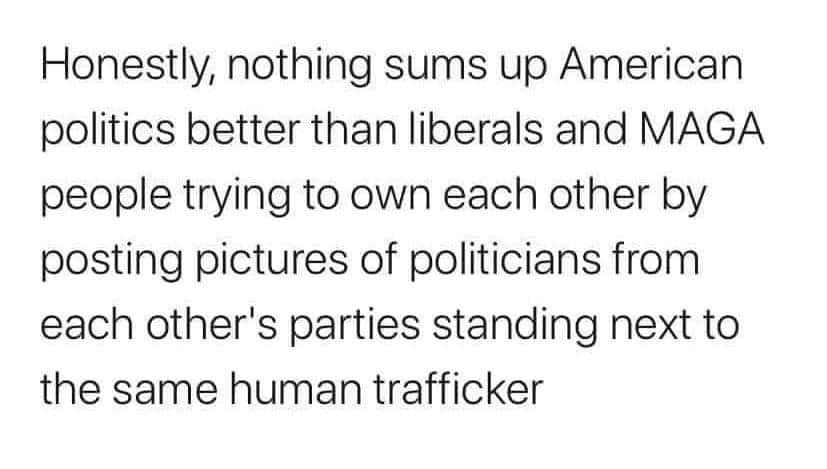 Honestly, nothing sums up American
politics better than liberals and MAGA
people trying to own each other by
posting pictures of politicians from
each other's parties standing next to
the same human trafficker